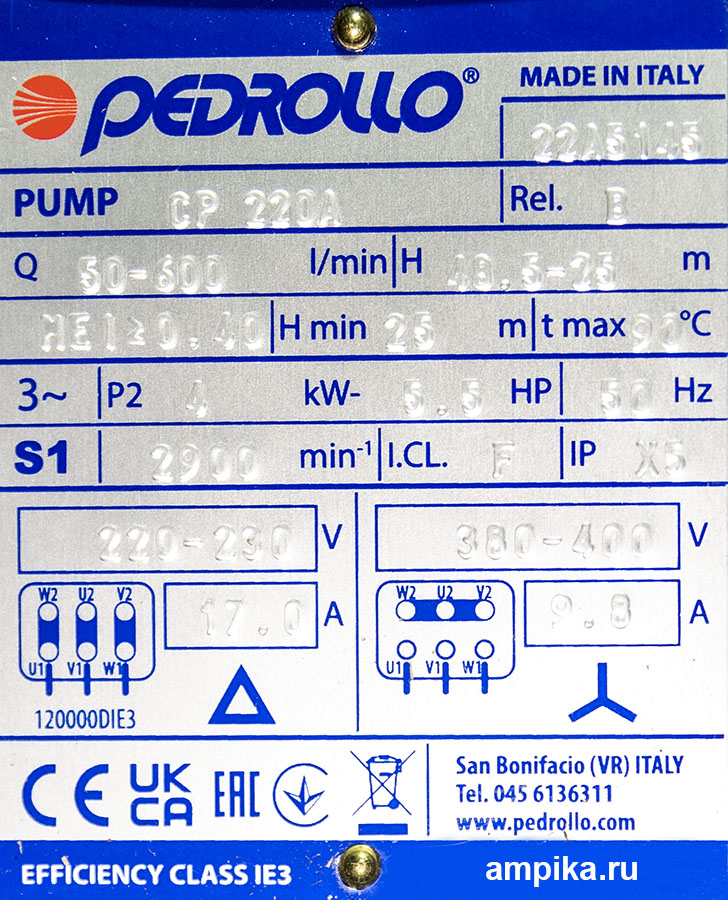 PEDROLLO®
MADE IN ITALY
22A5145
PUMP CP 220A Rel. B
Q 50-600 l/min H 48.5-25 m
MEI≥0.40 H min 25 m t max 90 °C
3~ P2 4 kW- 5.5 HP 50 Hz
S1 2900 min-1 I.CL. F IP X5
220-230 V 380-400 V
W2 U2 V2 W2 U2 V2
17.0 A 9.8 A
U1 V1 W1 U1 V1 W1
120000DIE3
CE UK CA EAC
San Bonifacio (VR) ITALY
Tel. 045 6136311
www.pedrollo.com
EFFICIENCY CLASS IE3
ampika.ru